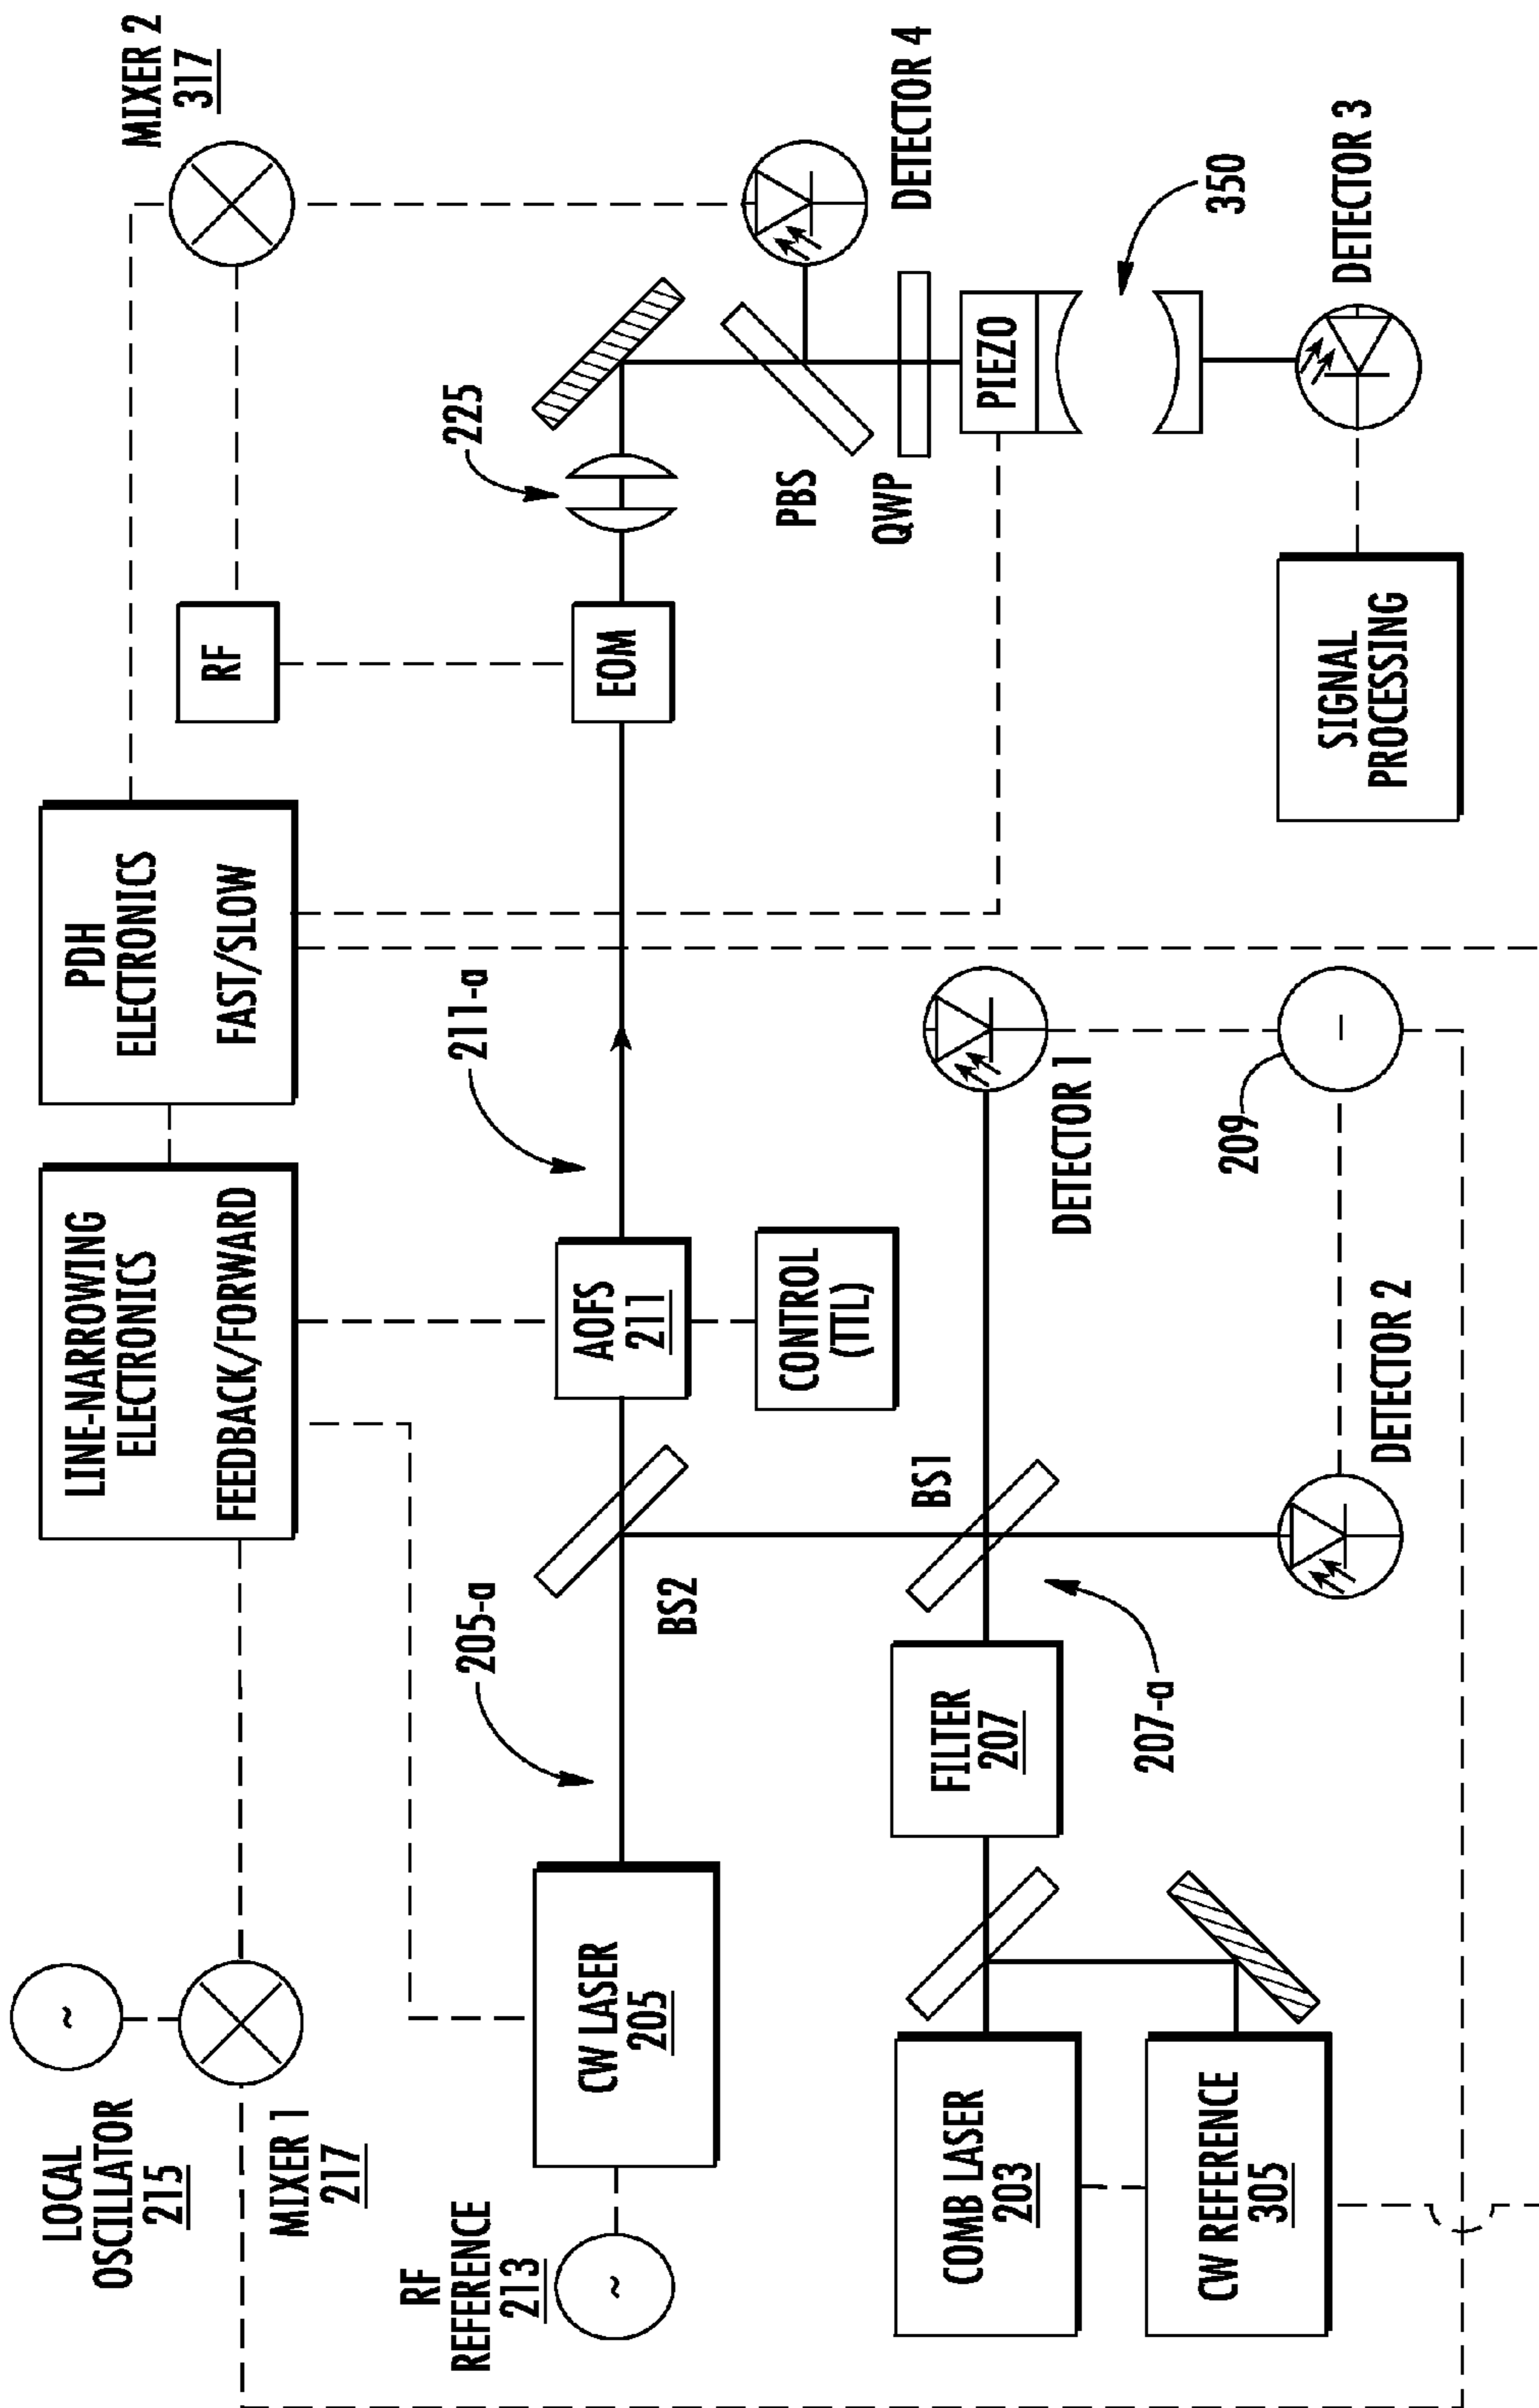 LOCAL
OSCILLATOR
215
~
MIXER 1
217
LINE-NARROWING
ELECTRONICS
FEEDBACK/FORWARD
PDH
ELECTRONICS
FAST/SLOW
RF
MIXER 2
317
RF
REFERENCE
213
~
CW LASER
205
205-a
BS2
AOFS
211
211-a
CONTROL
(TTL)
EOM
225
PBS
QWP
DETECTOR 4
PIEZO
350
COMB LASER
203
CW REFERENCE
305
FILTER
207
207-a
BS1
DETECTOR 1
209
–
DETECTOR 2
SIGNAL
PROCESSING
DETECTOR 3